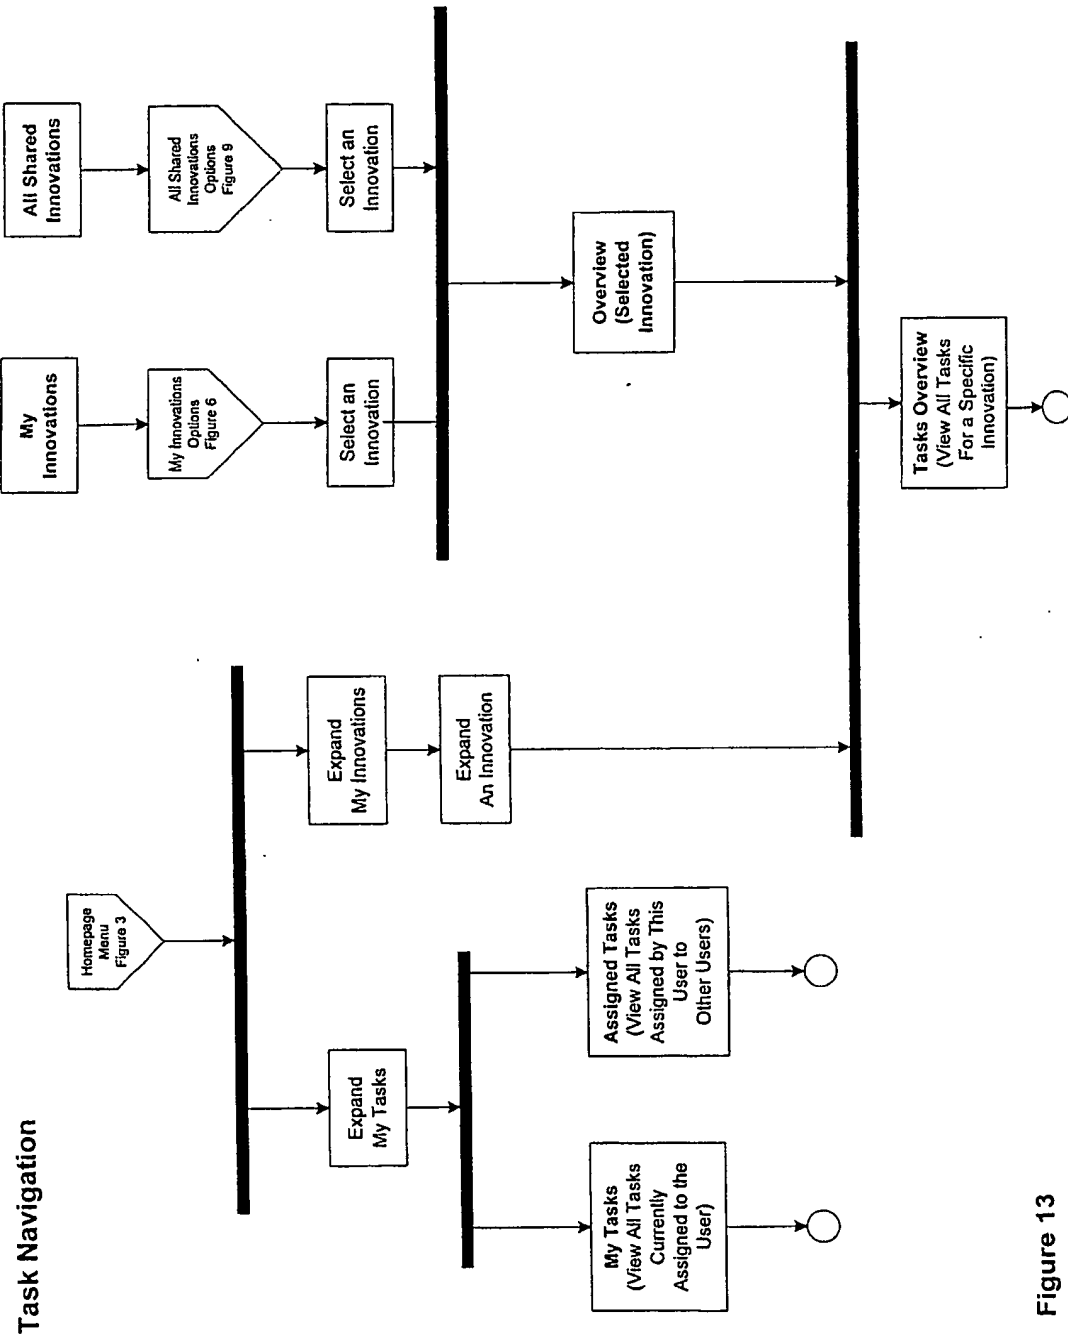 Task Navigation
Homepage
Menu
Figure 3
Expand
My Tasks
My Tasks
(View All Tasks
Currently
Assigned to the
User)
Assigned Tasks
(View All Tasks
Assigned by This
User to
Other Users)
Expand
My Innovations
Expand
An Innovation
My
Innovations
My Innovations
Options
Figure 6
Select an
Innovation
All Shared
Innovations
All Shared
Innovations
Options
Figure 9
Select an
Innovation
Overview
(Selected
Innovation)
Tasks Overview
(View All Tasks
For a Specific
Innovation)
Figure 13